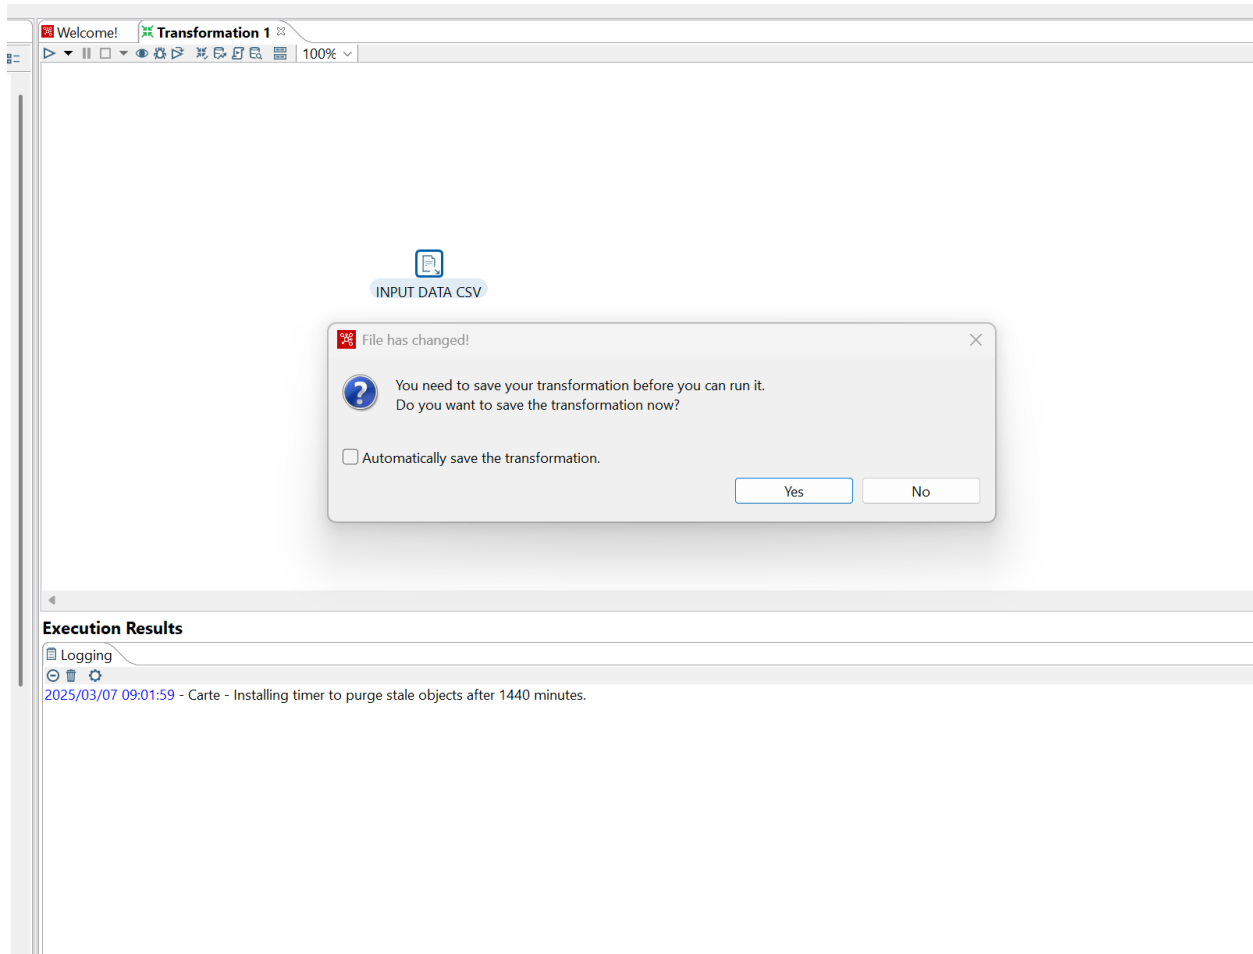 Welcome!
Transformation 1
100%
INPUT DATA CSV
File has changed!
You need to save your transformation before you can run it.
Do you want to save the transformation now?
Automatically save the transformation.
Yes
No
Execution Results
Logging
2025/03/07 09:01:59 - Carte - Installing timer to purge stale objects after 1440 minutes.